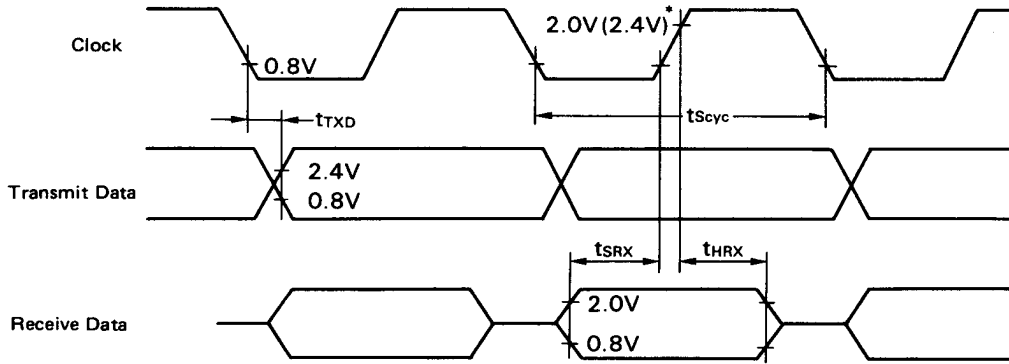 Clock
2.0V (2.4V)*
0.8V
tTXD
tScyc
Transmit Data
2.4V
0.8V
tSRX
tHRX
Receive Data
2.0V
0.8V